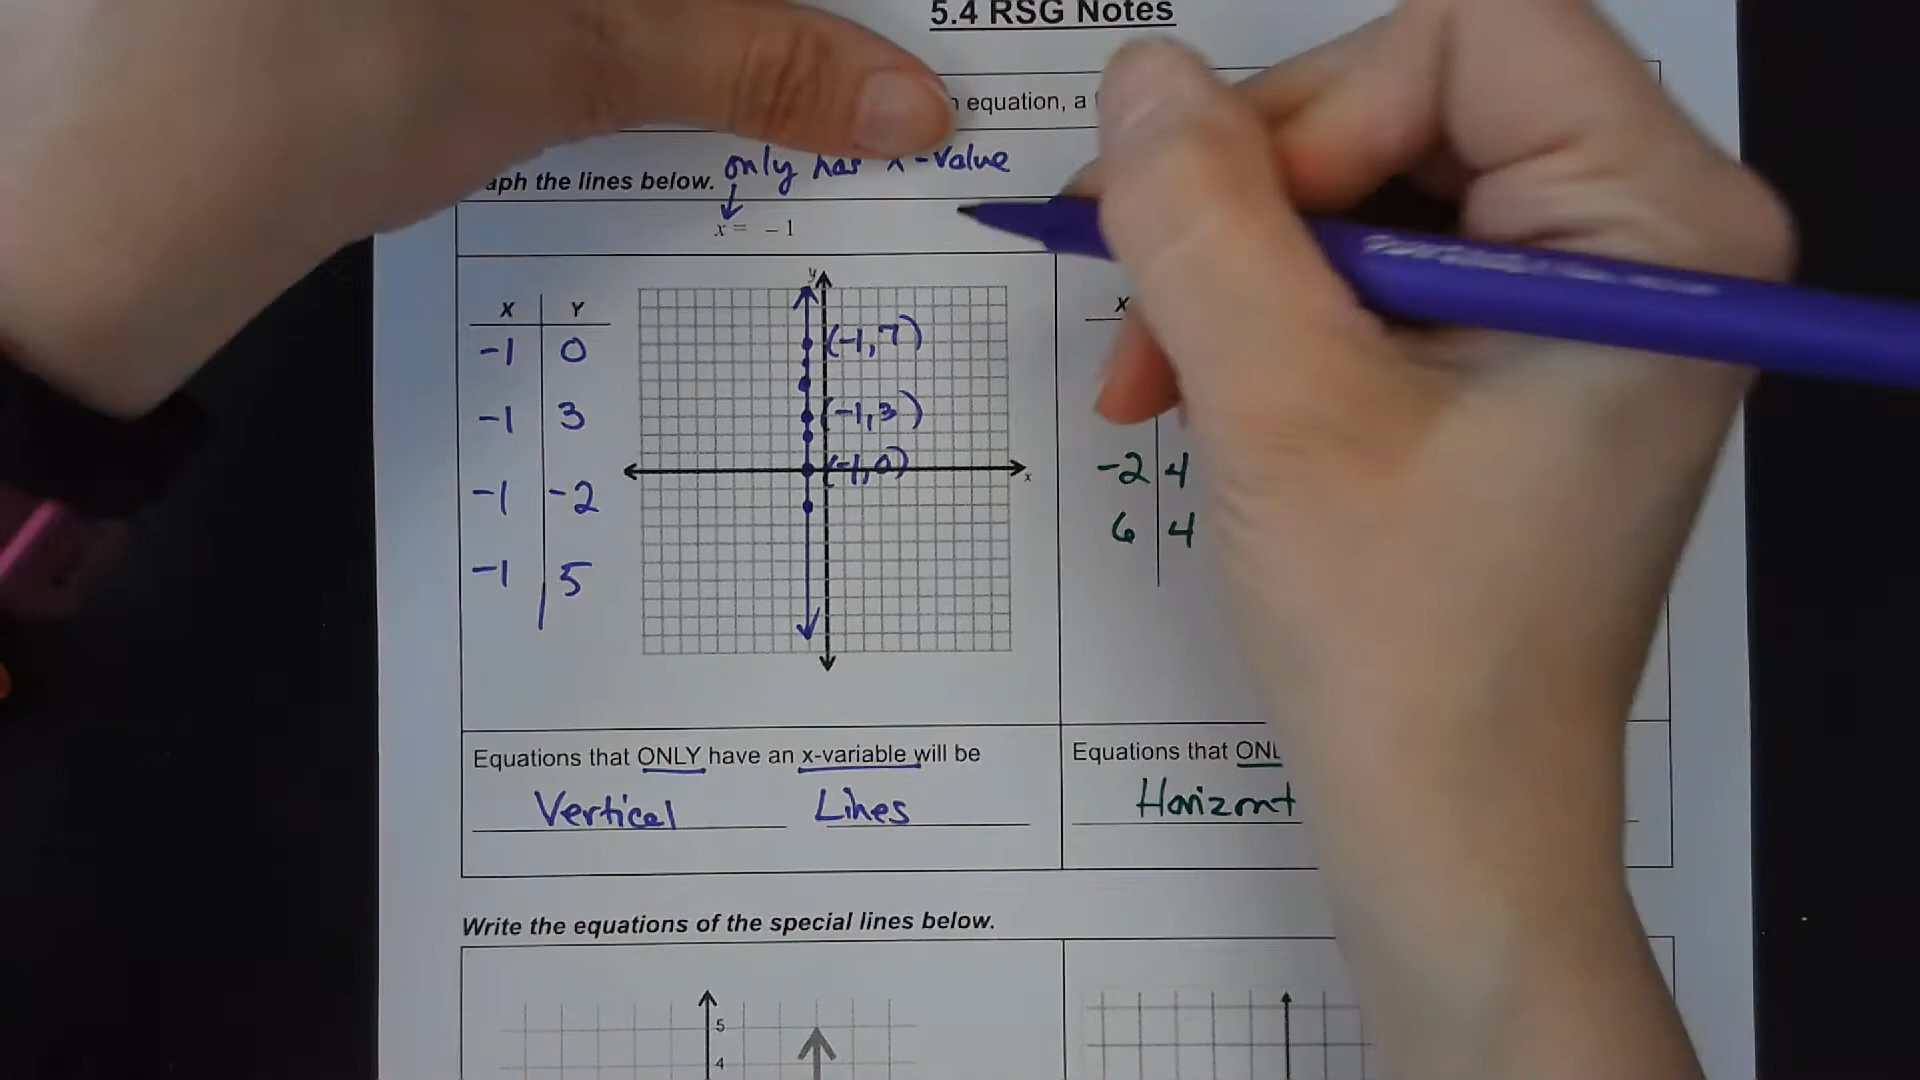 5.4 RSG Notes
equation, a
only has x-value
aph the lines below.
x = - 1
y
X Y
-1 0
-1 3
-1 -2
-1 5
(-1,7)
(-1,3)
(-1,0)
x
X
-2 4
6 4
Equations that ONLY have an x-variable will be
Vertical Lines
Equations that ONL
Horizont
Write the equations of the special lines below.
5
4